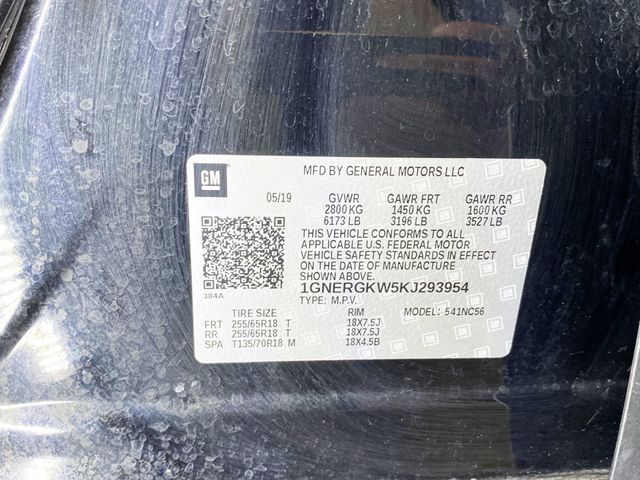 GM
MFD BY GENERAL MOTORS LLC
05/19 GVWR GAWR FRT GAWR RR
2800 KG 1450 KG 1600 KG
6173 LB 3196 LB 3527 LB
THIS VEHICLE CONFORMS TO ALL
APPLICABLE U.S. FEDERAL MOTOR
VEHICLE SAFETY STANDARDS IN EFFECT
ON THE DATE OF MANUFACTURE
SHOWN ABOVE.
384A
1GNERGKW5KJ293954
TYPE: M.P.V. MODEL: 541NC56
TIRE SIZE RIM
FRT 255/65R18 T 18X7.5J
RR 255/65R18 T 18X7.5J
SPA T135/70R18 M 18X4.5B